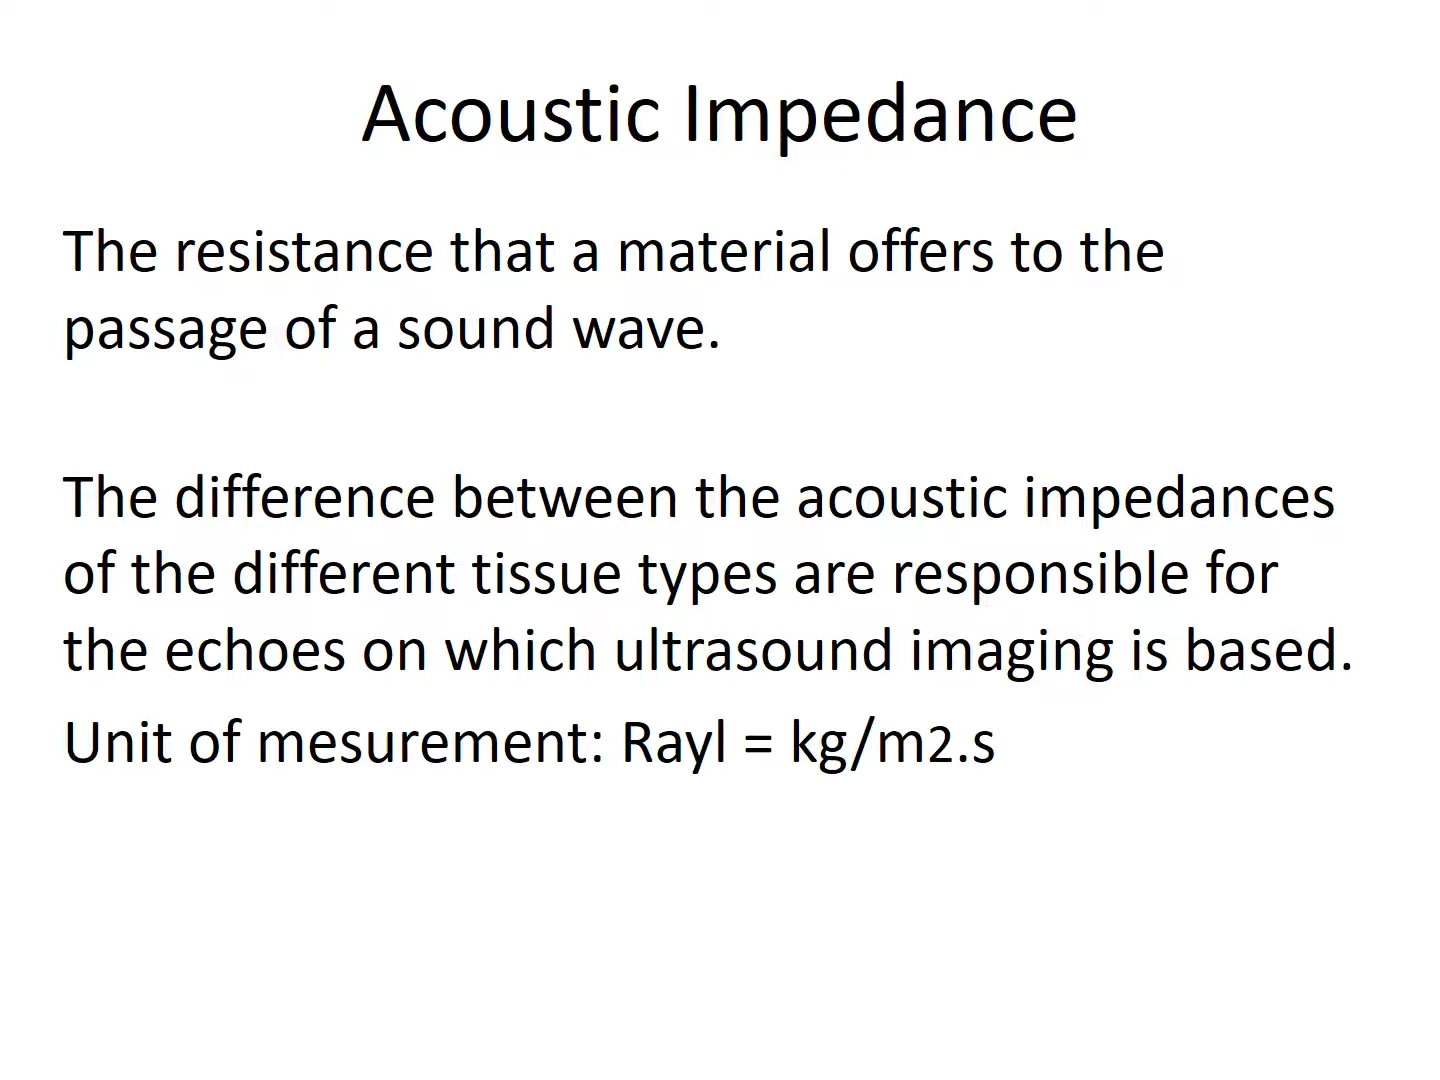 Acoustic Impedance
The resistance that a material offers to the
passage of a sound wave.
The difference between the acoustic impedances
of the different tissue types are responsible for
the echoes on which ultrasound imaging is based.
Unit of mesurement: Rayl = kg/m2.s